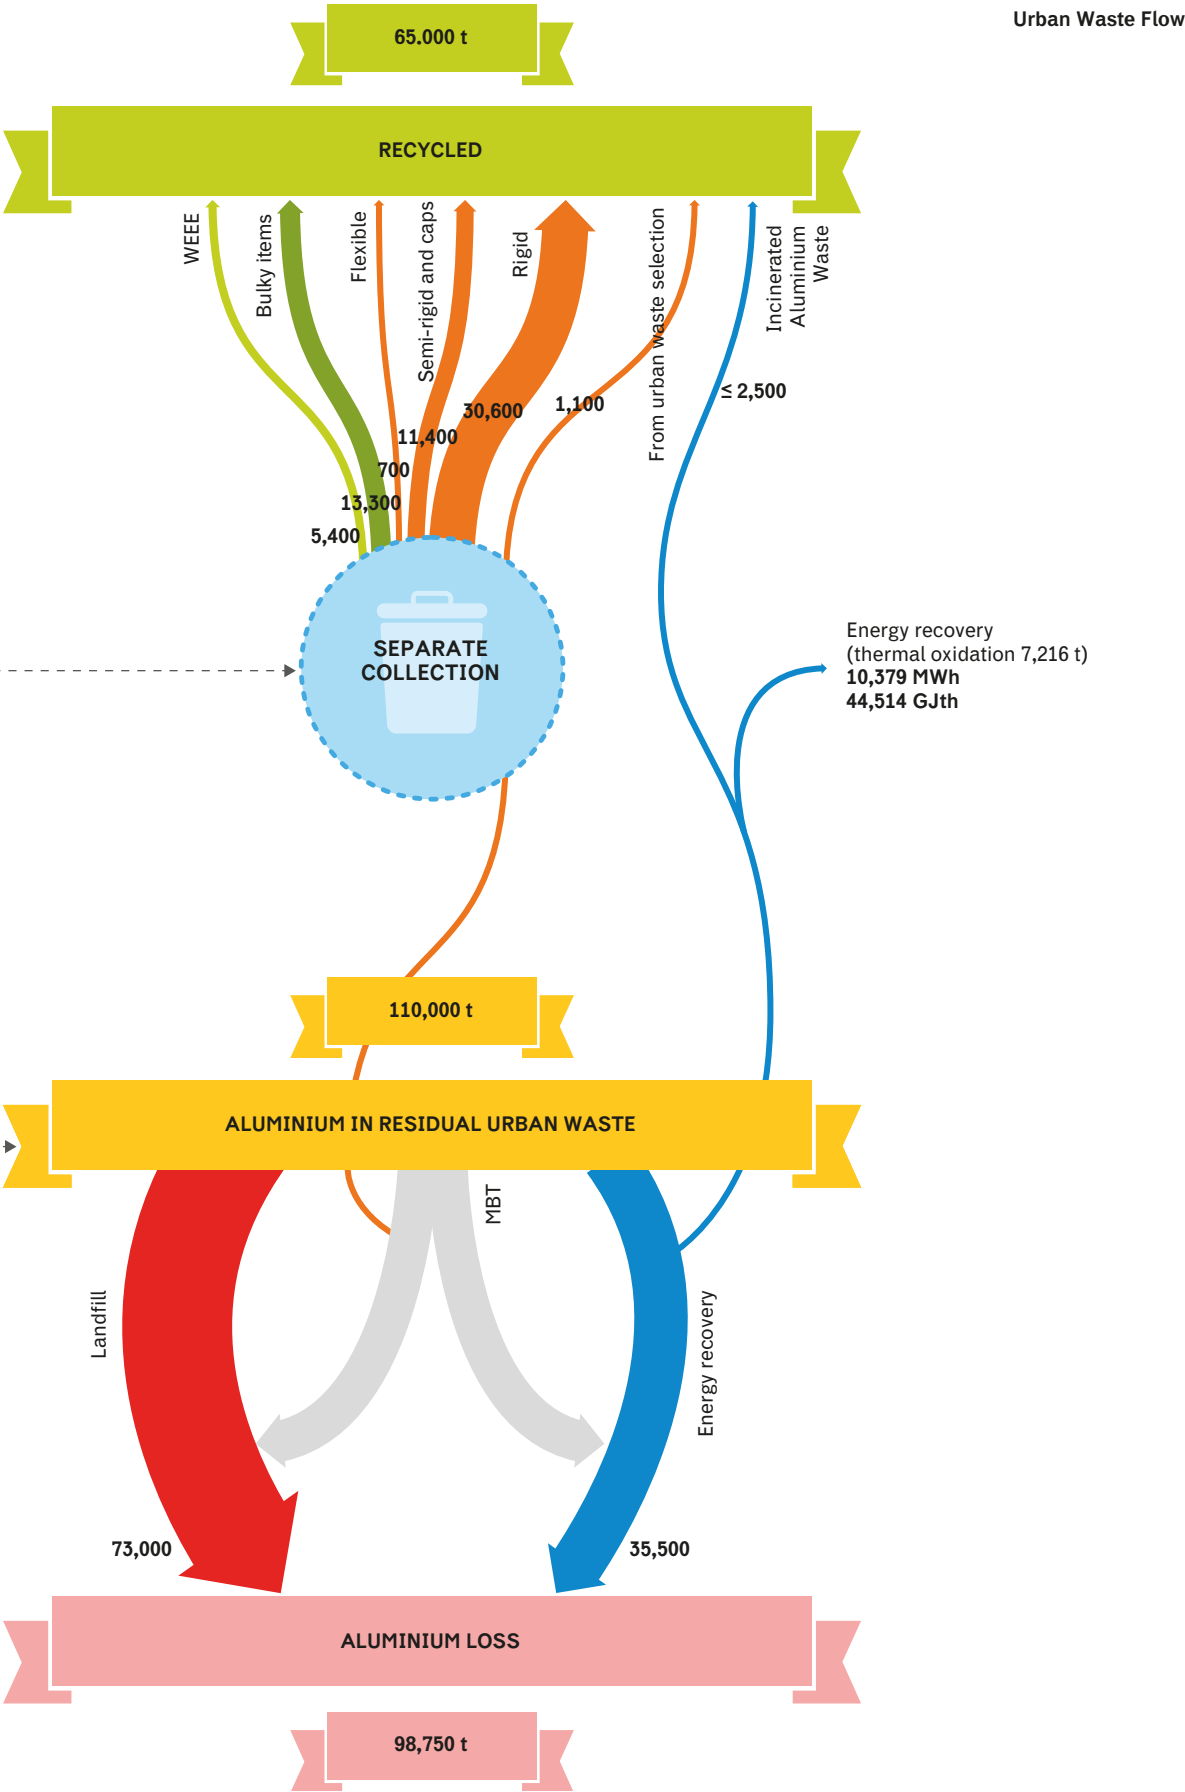 Urban Waste Flow
65.000 t
RECYCLED
WEEE
Bulky items
Flexible
Semi-rigid and caps
Rigid
From urban waste selection
Incinerated
Aluminium
Waste
≤ 2,500
1,100
30,600
11,400
700
13,300
5,400
SEPARATE
COLLECTION
Energy recovery
(thermal oxidation 7,216 t)
10,379 MWh
44,514 GJth
110,000 t
ALUMINIUM IN RESIDUAL URBAN WASTE
MBT
Landfill
Energy recovery
73,000
35,500
ALUMINIUM LOSS
98,750 t